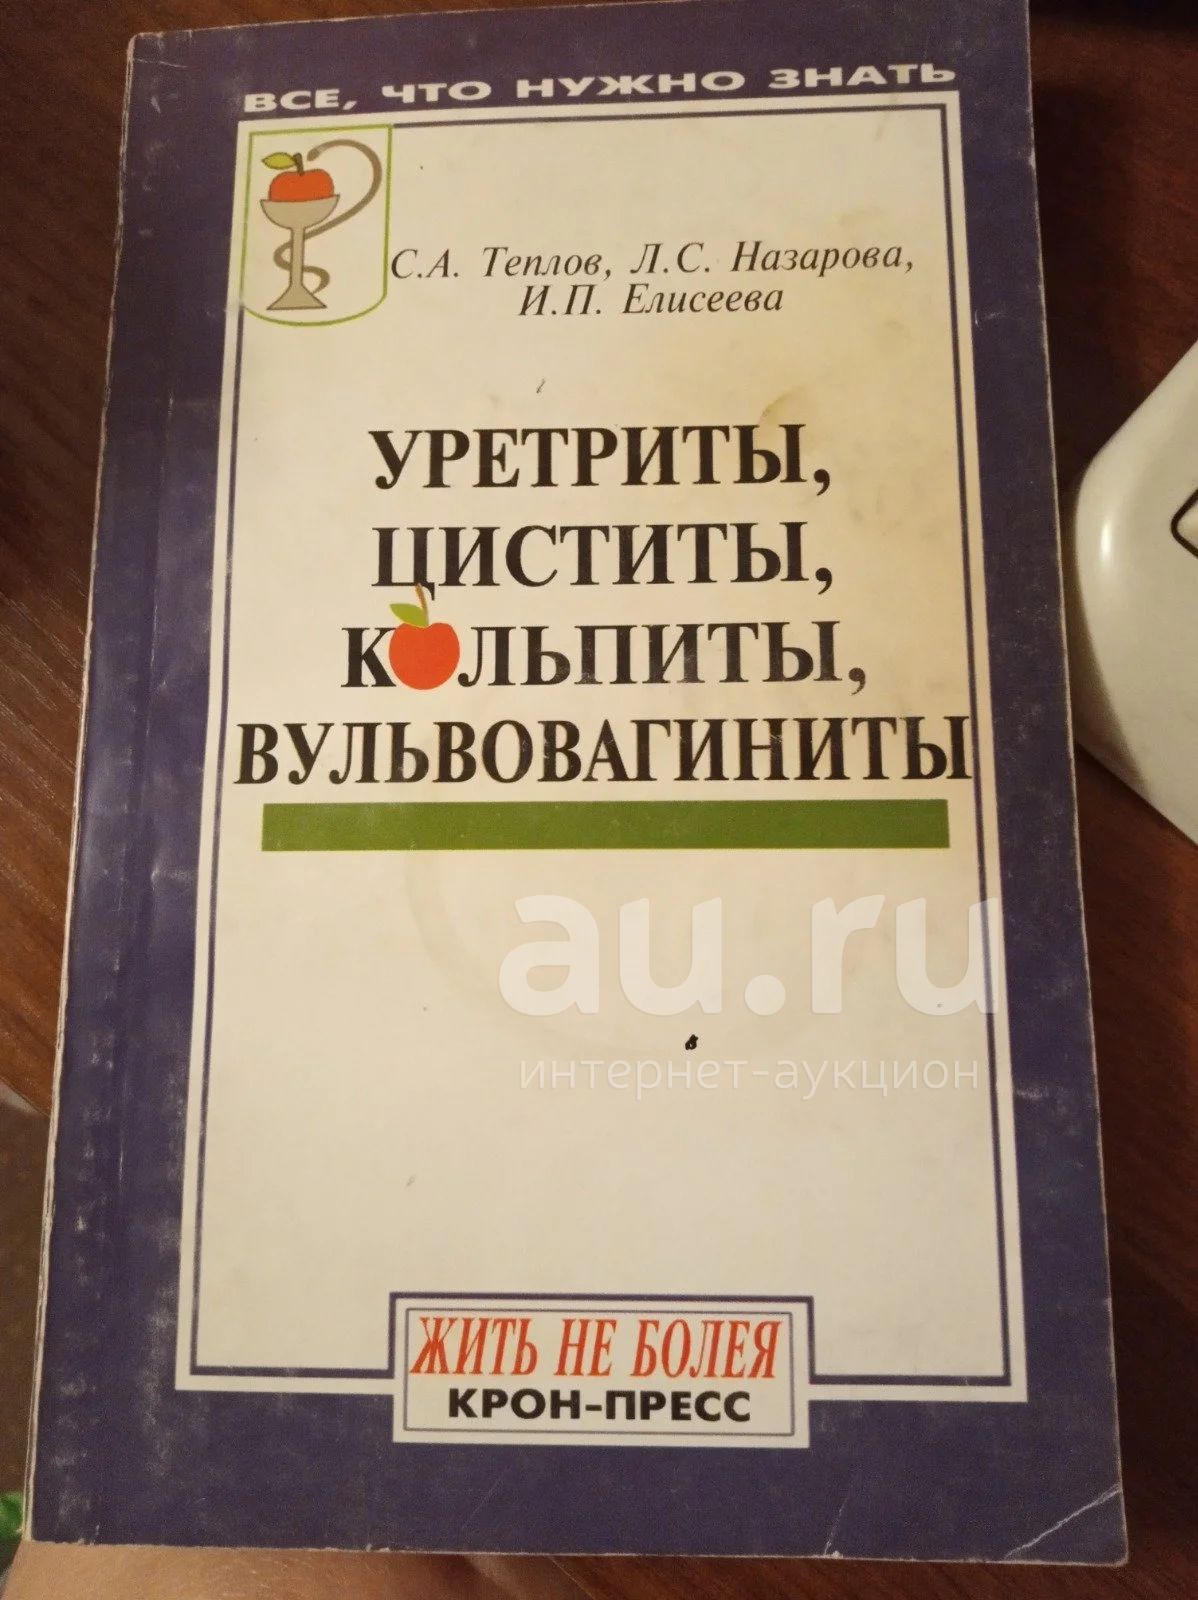 ВСЕ, ЧТО НУЖНО ЗНАТЬ
С.А. Теплов, Л.С. Назарова,
И.П. Елисеева
УРЕТРИТЫ,
ЦИСТИТЫ,
КОЛЬПИТЫ,
ВУЛЬВОВАГИНИТЫ
au.ru
интернет-аукцион
ЖИТЬ НЕ БОЛЕЯ
КРОН-ПРЕСС